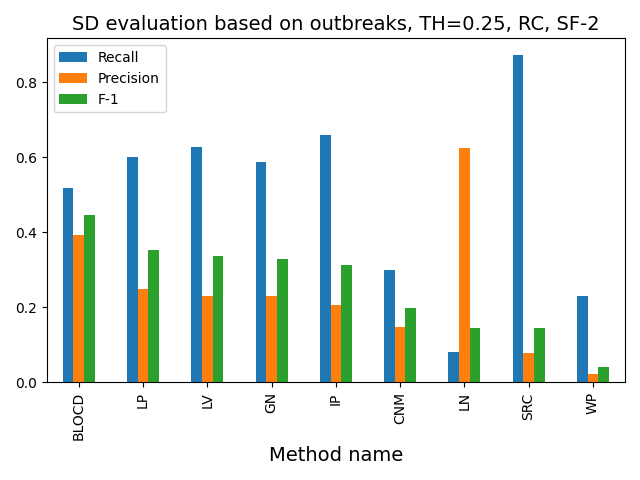 SD evaluation based on outbreaks, TH=0.25, RC, SF-2
Recall
Precision
F-1
0.8
0.6
0.4
0.2
0.0
BLOCD
LP
LV
GN
IP
CNM
LN
SRC
WP
Method name